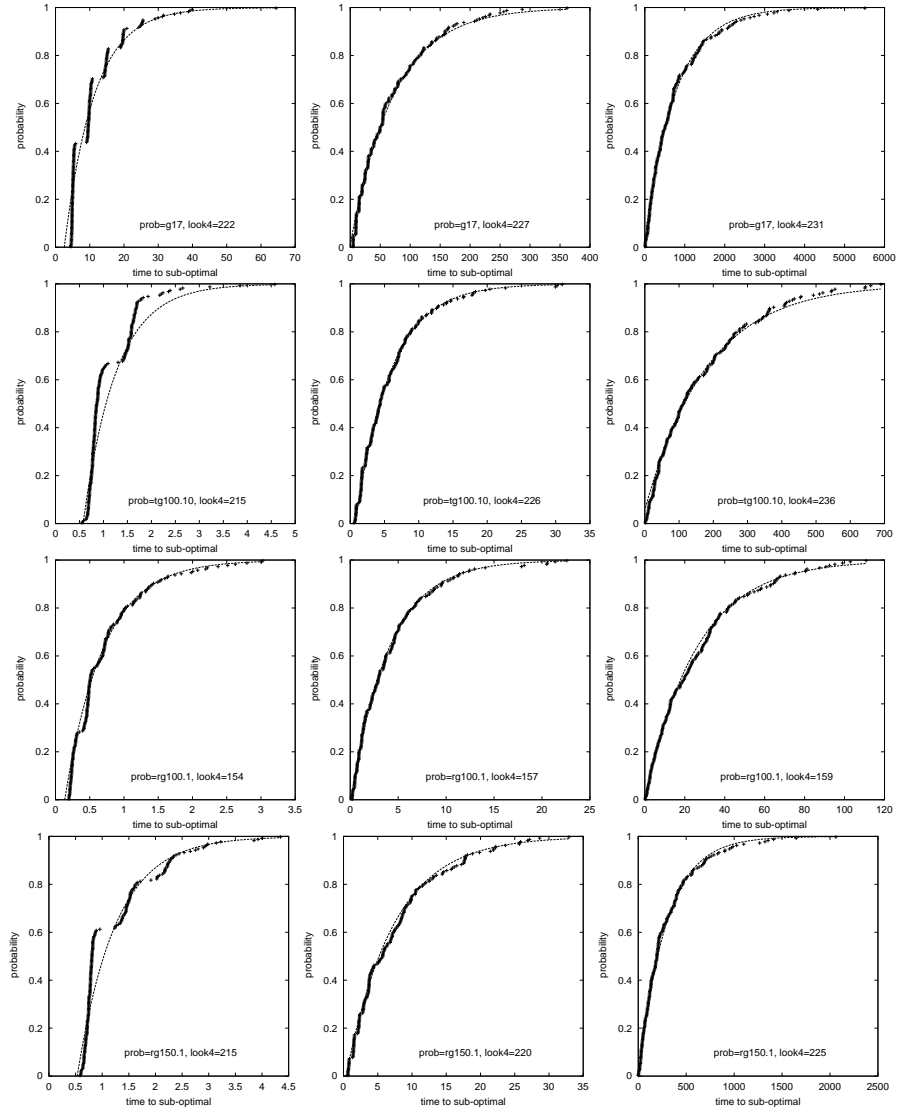 1
0.8
0.6
0.4
0.2
0
probability
prob=g17, look4=222
0 10 20 30 40 50 60 70
time to sub-optimal
1
0.8
0.6
0.4
0.2
0
probability
prob=g17, look4=227
0 50 100 150 200 250 300 350 400
time to sub-optimal
1
0.8
0.6
0.4
0.2
0
probability
prob=g17, look4=231
0 1000 2000 3000 4000 5000 6000
time to sub-optimal
1
0.8
0.6
0.4
0.2
0
probability
prob=tg100.10, look4=215
0 0.5 1 1.5 2 2.5 3 3.5 4 4.5 5
time to sub-optimal
1
0.8
0.6
0.4
0.2
0
probability
prob=tg100.10, look4=226
0 5 10 15 20 25 30 35
time to sub-optimal
1
0.8
0.6
0.4
0.2
0
probability
prob=tg100.10, look4=236
0 100 200 300 400 500 600 700
time to sub-optimal
1
0.8
0.6
0.4
0.2
0
probability
prob=rg100.1, look4=154
0 0.5 1.0 1.5 2.0 2.5 3.0 3.5
time to sub-optimal
1
0.8
0.6
0.4
0.2
0
probability
prob=rg100.1, look4=157
0 5 10 15 20 25
time to sub-optimal
1
0.8
0.6
0.4
0.2
0
probability
prob=rg100.1, look4=159
0 20 40 60 80 100 120
time to sub-optimal
1
0.8
0.6
0.4
0.2
0
probability
prob=rg150.1, look4=215
0 0.5 1 1.5 2.0 2.5 3.0 3.5 4.0 4.5
time to sub-optimal
1
0.8
0.6
0.4
0.2
0
probability
prob=rg150.1, look4=220
0 5 10 15 20 25 30 35
time to sub-optimal
1
0.8
0.6
0.4
0.2
0
probability
prob=rg150.1, look4=225
0 500 1000 1500 2000 2500
time to sub-optimal